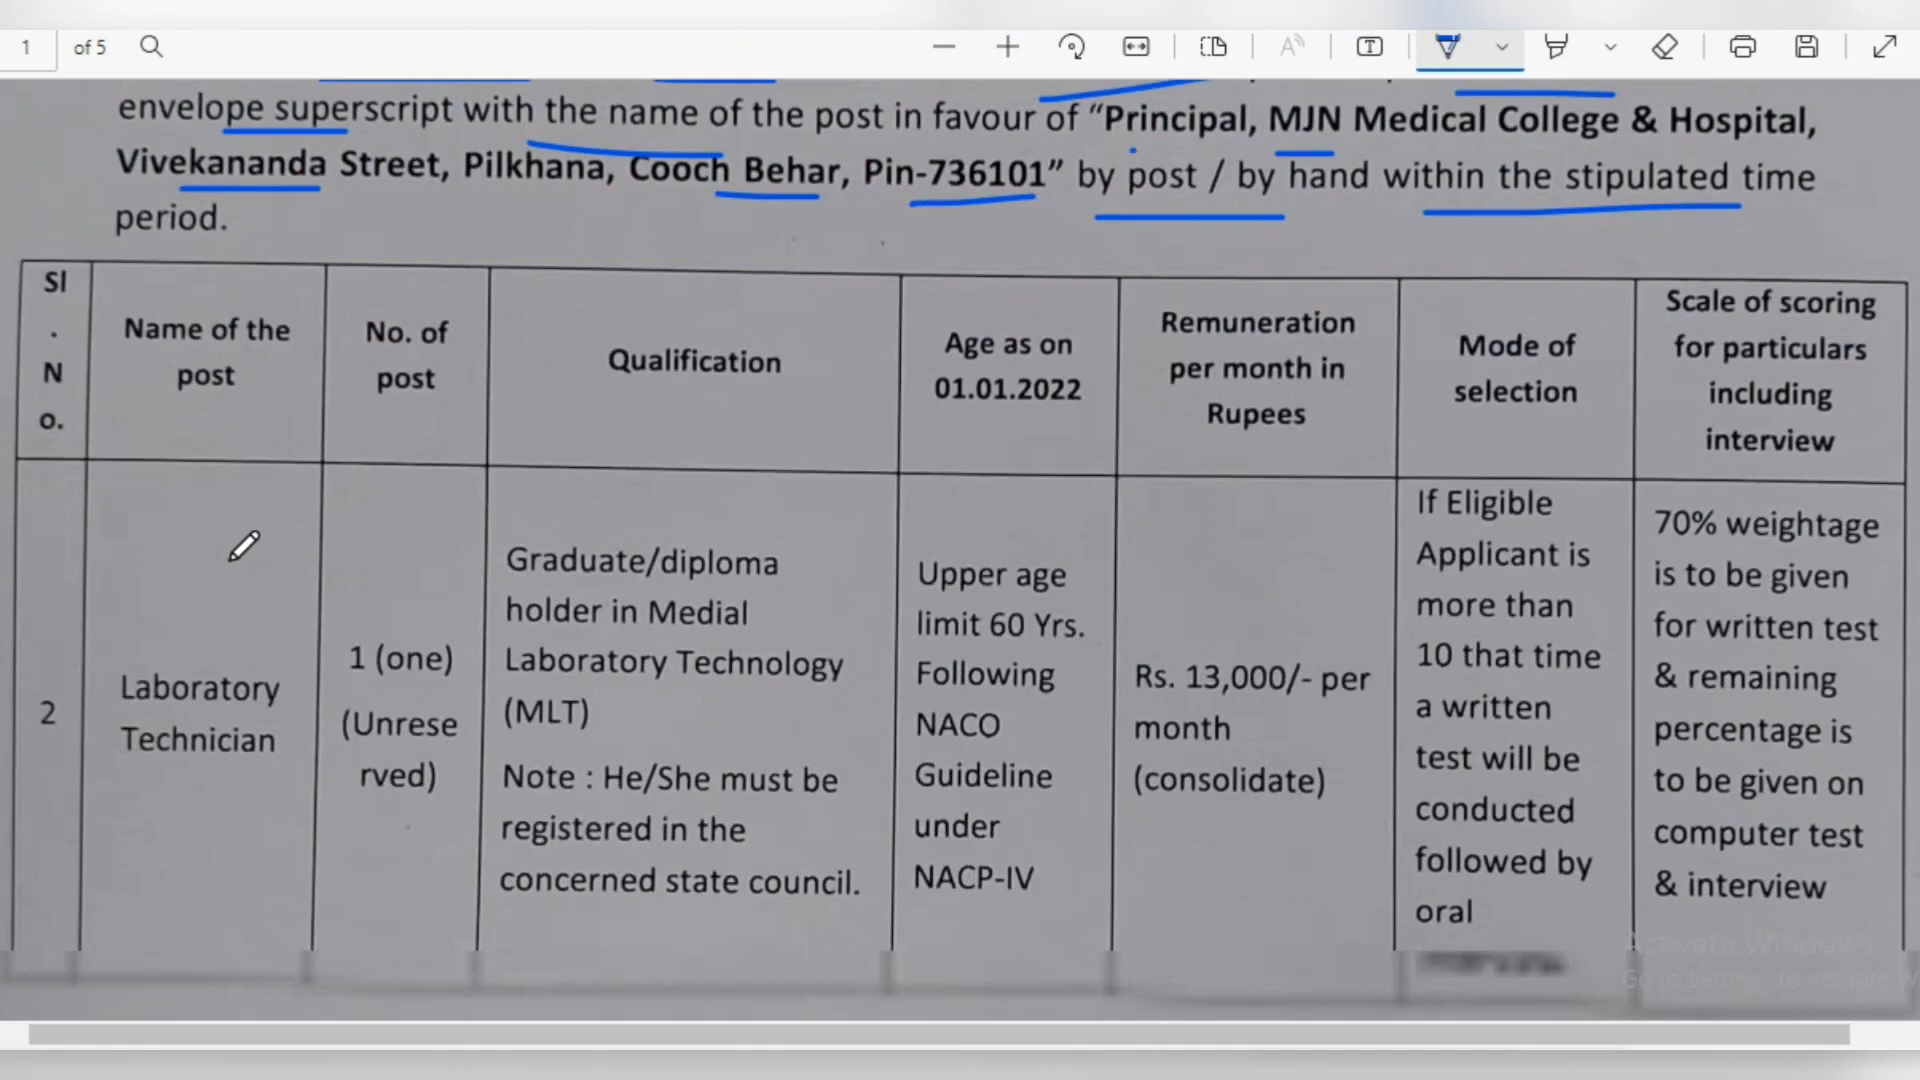 1 of 5
envelope superscript with the name of the post in favour of “Principal, MJN Medical College & Hospital,
Vivekananda Street, Pilkhana, Cooch Behar, Pin-736101” by post / by hand within the stipulated time
period.
Sl
.
N
o.
Name of the
post
No. of
post
Qualification
Age as on
01.01.2022
Remuneration
per month in
Rupees
Mode of
selection
Scale of scoring
for particulars
including
interview
2
Laboratory
Technician
1 (one)
(Unrese
rved)
Graduate/diploma
holder in Medial
Laboratory Technology
(MLT)
Note : He/She must be
registered in the
concerned state council.
Upper age
limit 60 Yrs.
Following
NACO
Guideline
under
NACP-IV
Rs. 13,000/- per
month
(consolidate)
If Eligible
Applicant is
more than
10 that time
a written
test will be
conducted
followed by
oral
70% weightage
is to be given
for written test
& remaining
percentage is
to be given on
computer test
& interview
Activate Windows